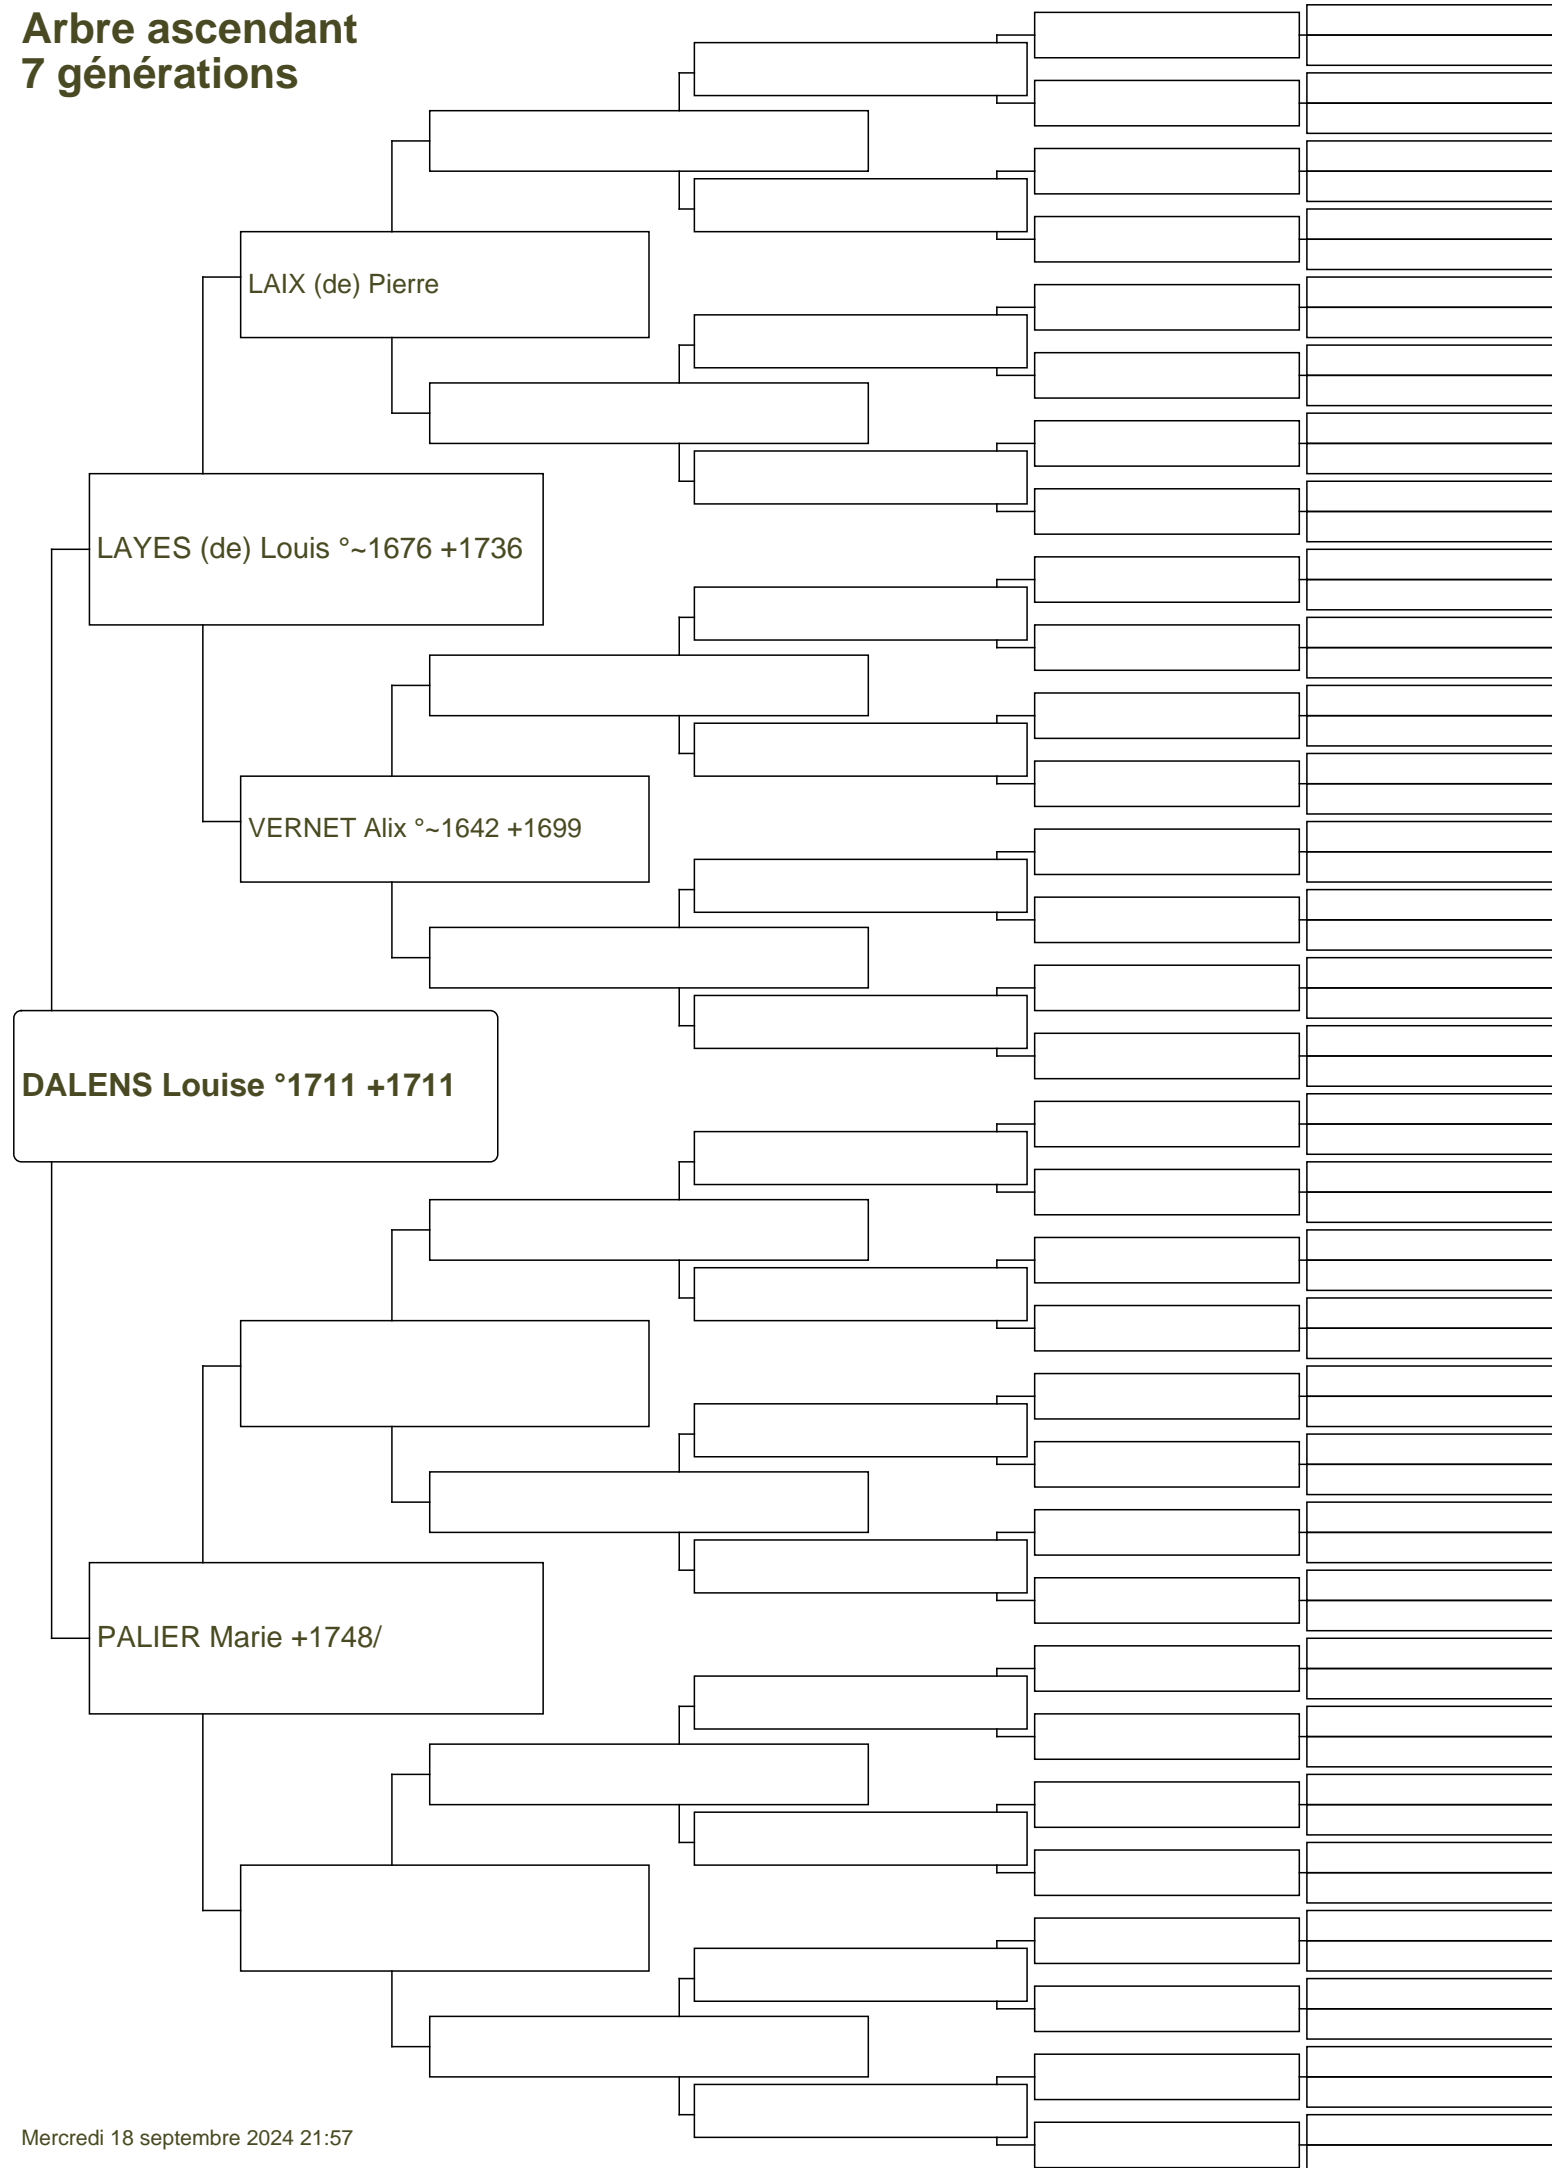 Arbre ascendant
7 générations
LAIX (de) Pierre
LAYES (de) Louis °~1676 +1736
VERNET Alix °~1642 +1699
DALENS Louise °1711 +1711
PALIER Marie +1748/
Mercredi 18 septembre 2024 21:57